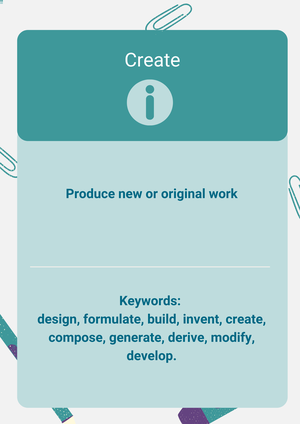 Create
Produce new or original work
Keywords:
design, formulate, build, invent, create,
compose, generate, derive, modify,
develop.